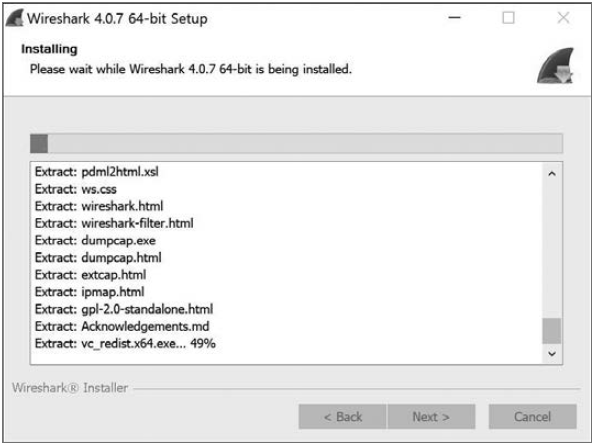 Wireshark 4.0.7 64-bit Setup
Installing
Please wait while Wireshark 4.0.7 64-bit is being installed.
Extract: pdml2html.xsl
Extract: ws.css
Extract: wireshark.html
Extract: wireshark-filter.html
Extract: dumpcap.exe
Extract: dumpcap.html
Extract: extcap.html
Extract: ipmap.html
Extract: gpl-2.0-standalone.html
Extract: Acknowledgements.md
Extract: vc_redist.x64.exe... 49%
Wireshark® Installer
< Back Next > Cancel